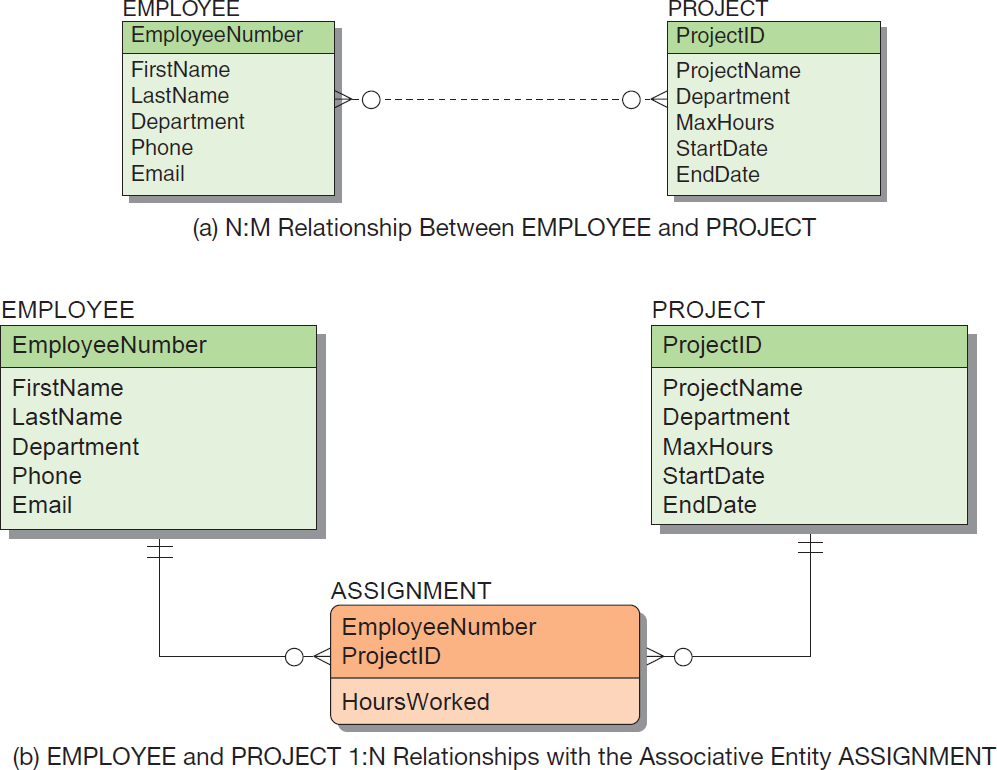 EMPLOYEE
EmployeeNumber
FirstName
LastName
Department
Phone
Email
PROJECT
ProjectID
ProjectName
Department
MaxHours
StartDate
EndDate
(a) N:M Relationship Between EMPLOYEE and PROJECT
EMPLOYEE
EmployeeNumber
FirstName
LastName
Department
Phone
Email
PROJECT
ProjectID
ProjectName
Department
MaxHours
StartDate
EndDate
ASSIGNMENT
EmployeeNumber
ProjectID
HoursWorked
(b) EMPLOYEE and PROJECT 1:N Relationships with the Associative Entity ASSIGNMENT